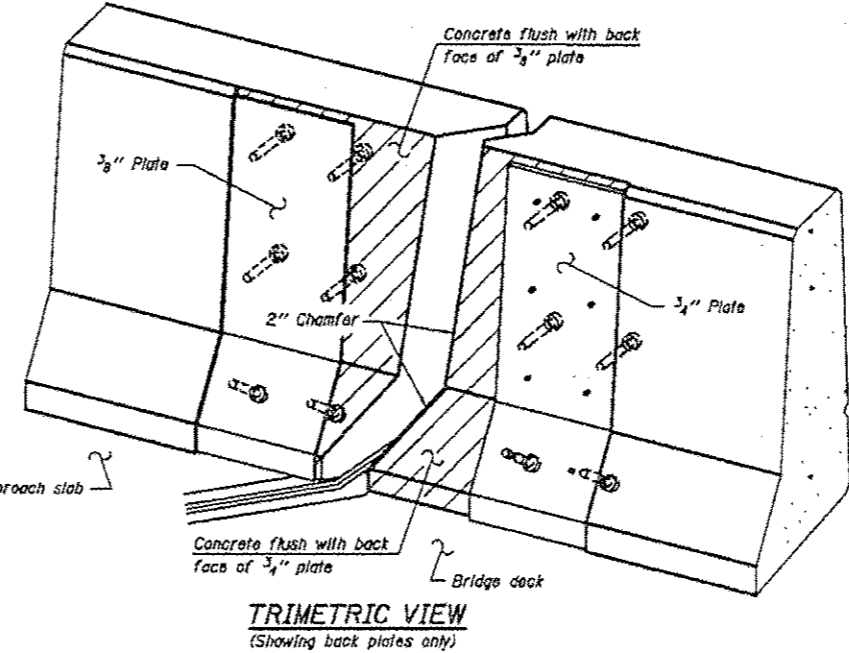 Concrete flush with back
face of 3/8" plate
3/8" Plate
2" Chamfer
3/4" Plate
proach slab
Concrete flush with back
face of 3/4" plate
Bridge deck
TRIMETRIC VIEW
(Showing back plates only)